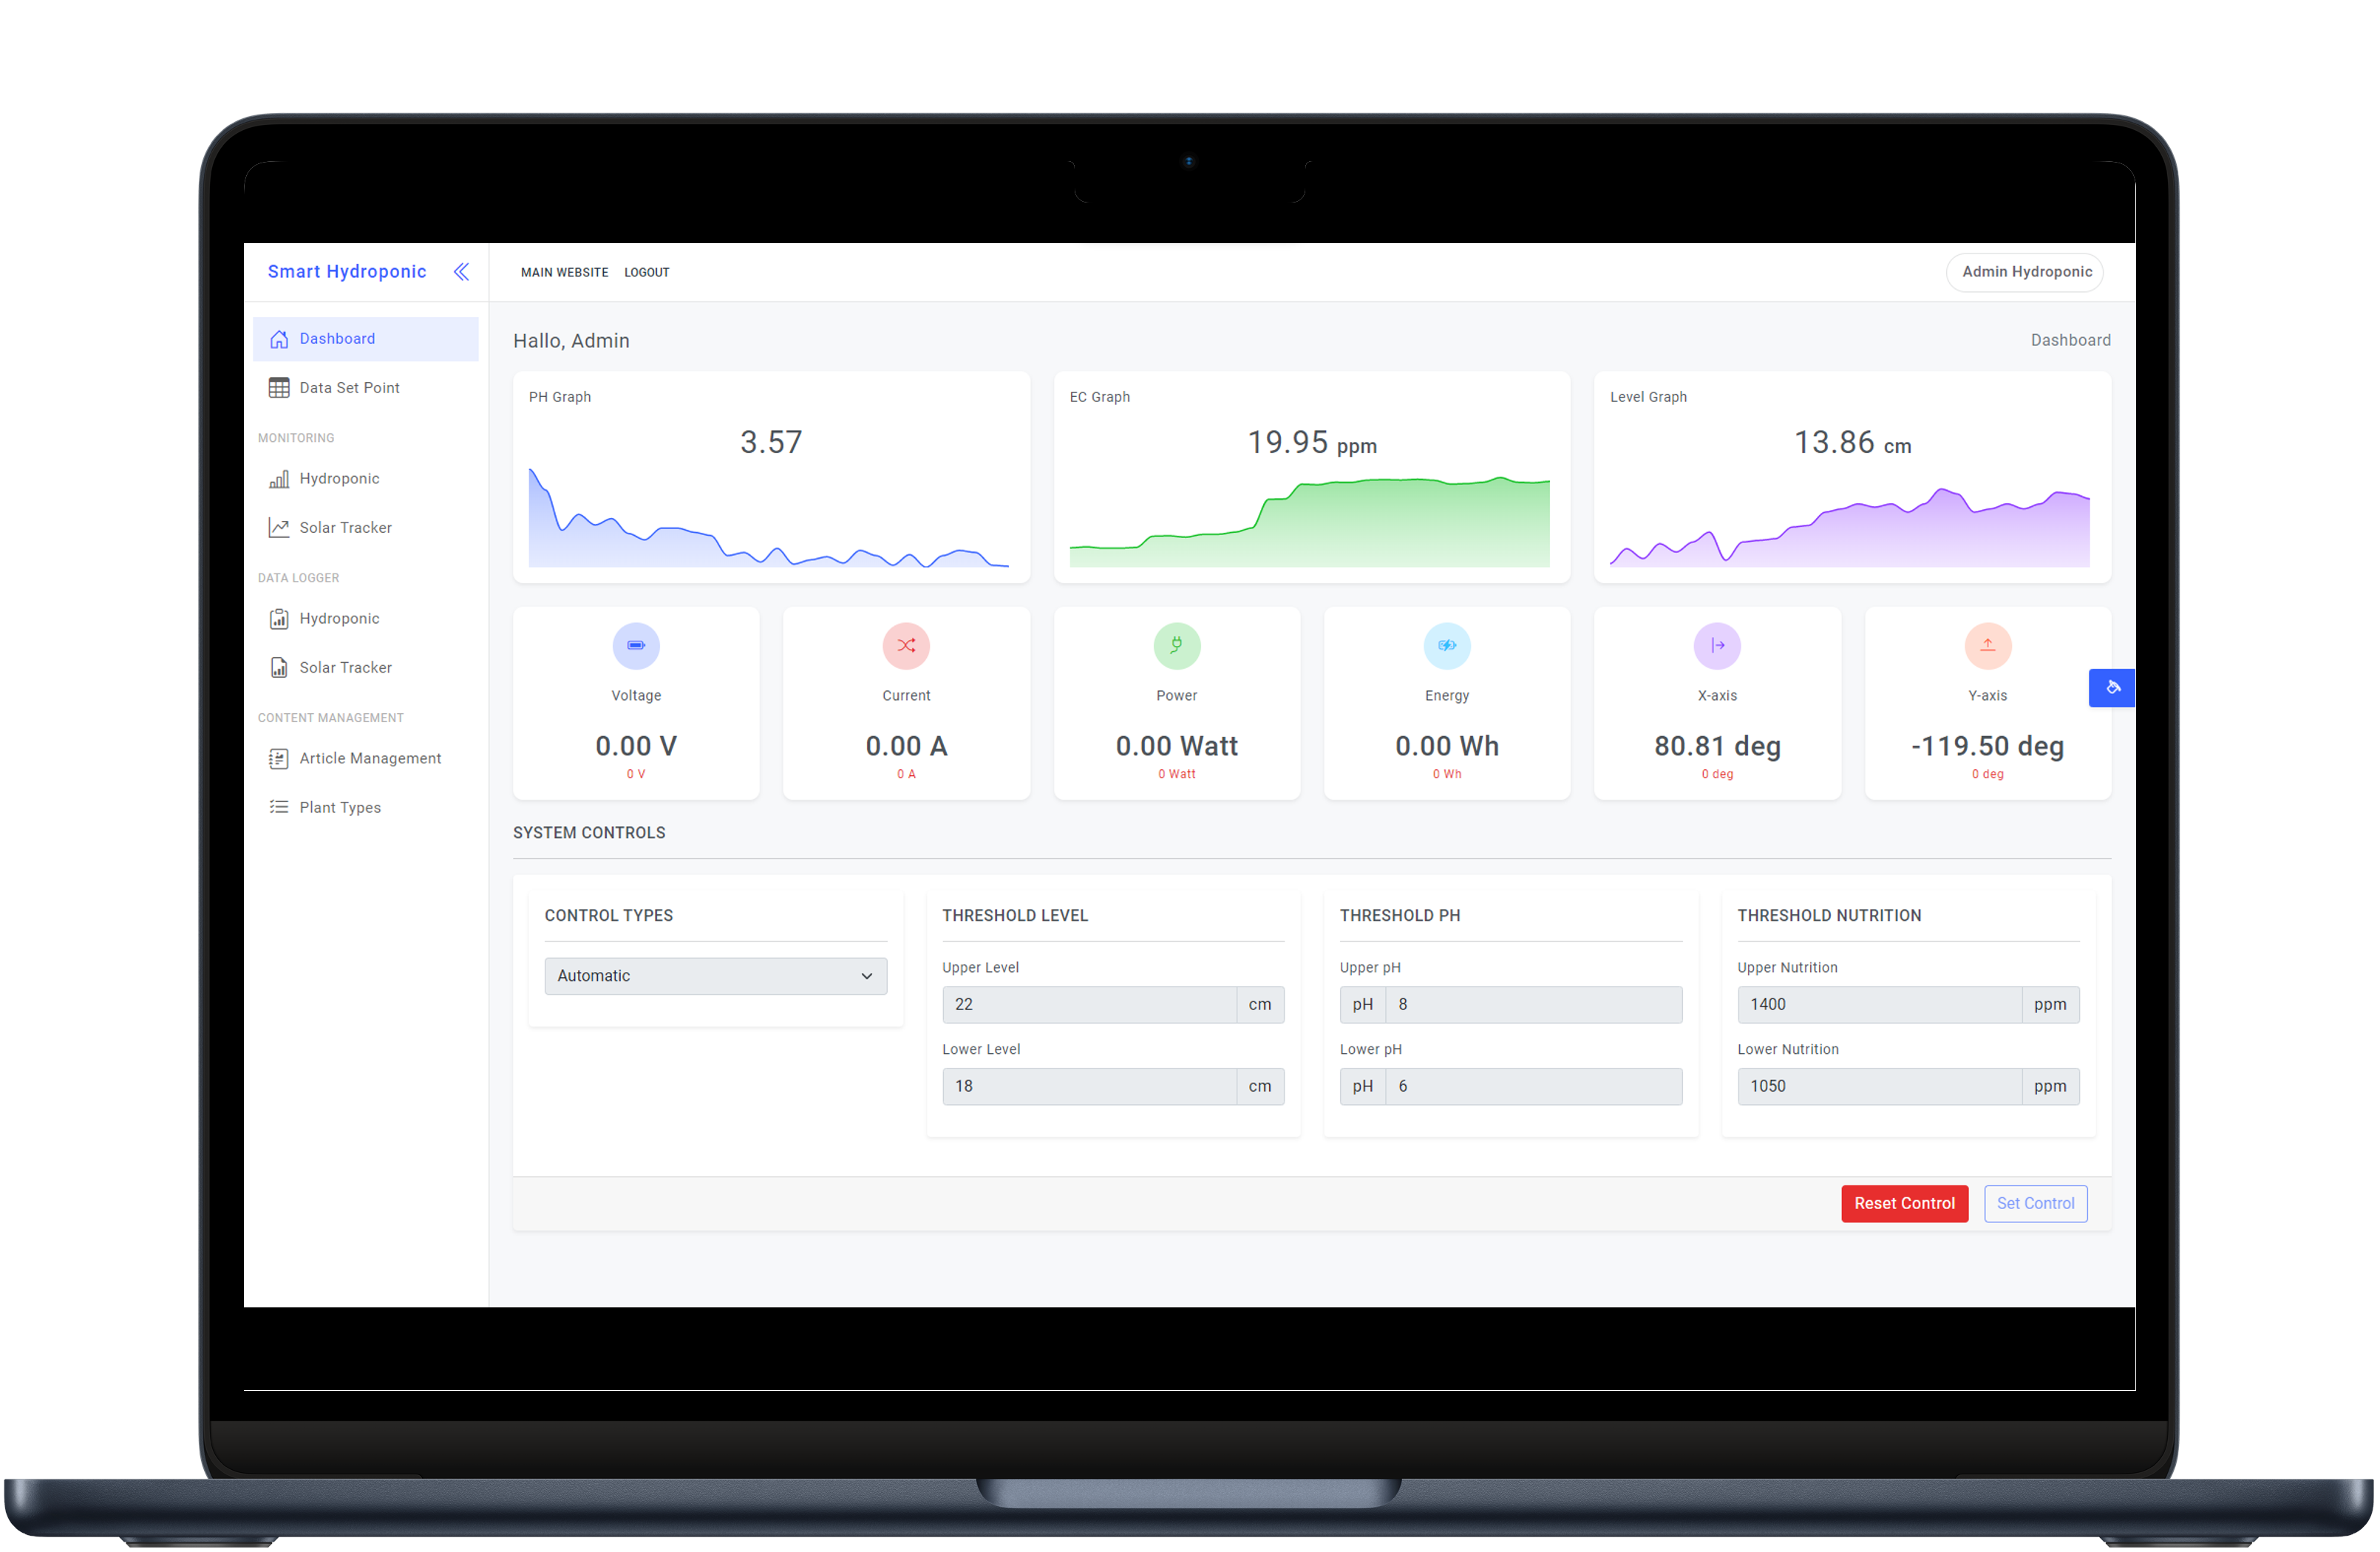 Smart Hydroponic
MAIN WEBSITE LOGOUT
Admin Hydroponic
Dashboard
Data Set Point
MONITORING
Hydroponic
Solar Tracker
DATA LOGGER
Hydroponic
Solar Tracker
CONTENT MANAGEMENT
Article Management
Plant Types
Hallo, Admin
Dashboard
PH Graph
3.57
EC Graph
19.95 ppm
Level Graph
13.86 cm
Voltage
0.00 V
0 V
Current
0.00 A
0 A
Power
0.00 Watt
0 Watt
Energy
0.00 Wh
0 Wh
X-axis
80.81 deg
0 deg
Y-axis
-119.50 deg
0 deg
SYSTEM CONTROLS
CONTROL TYPES
Automatic
THRESHOLD LEVEL
Upper Level
22 cm
Lower Level
18 cm
THRESHOLD PH
Upper pH
pH 8
Lower pH
pH 6
THRESHOLD NUTRITION
Upper Nutrition
1400 ppm
Lower Nutrition
1050 ppm
Reset Control
Set Control